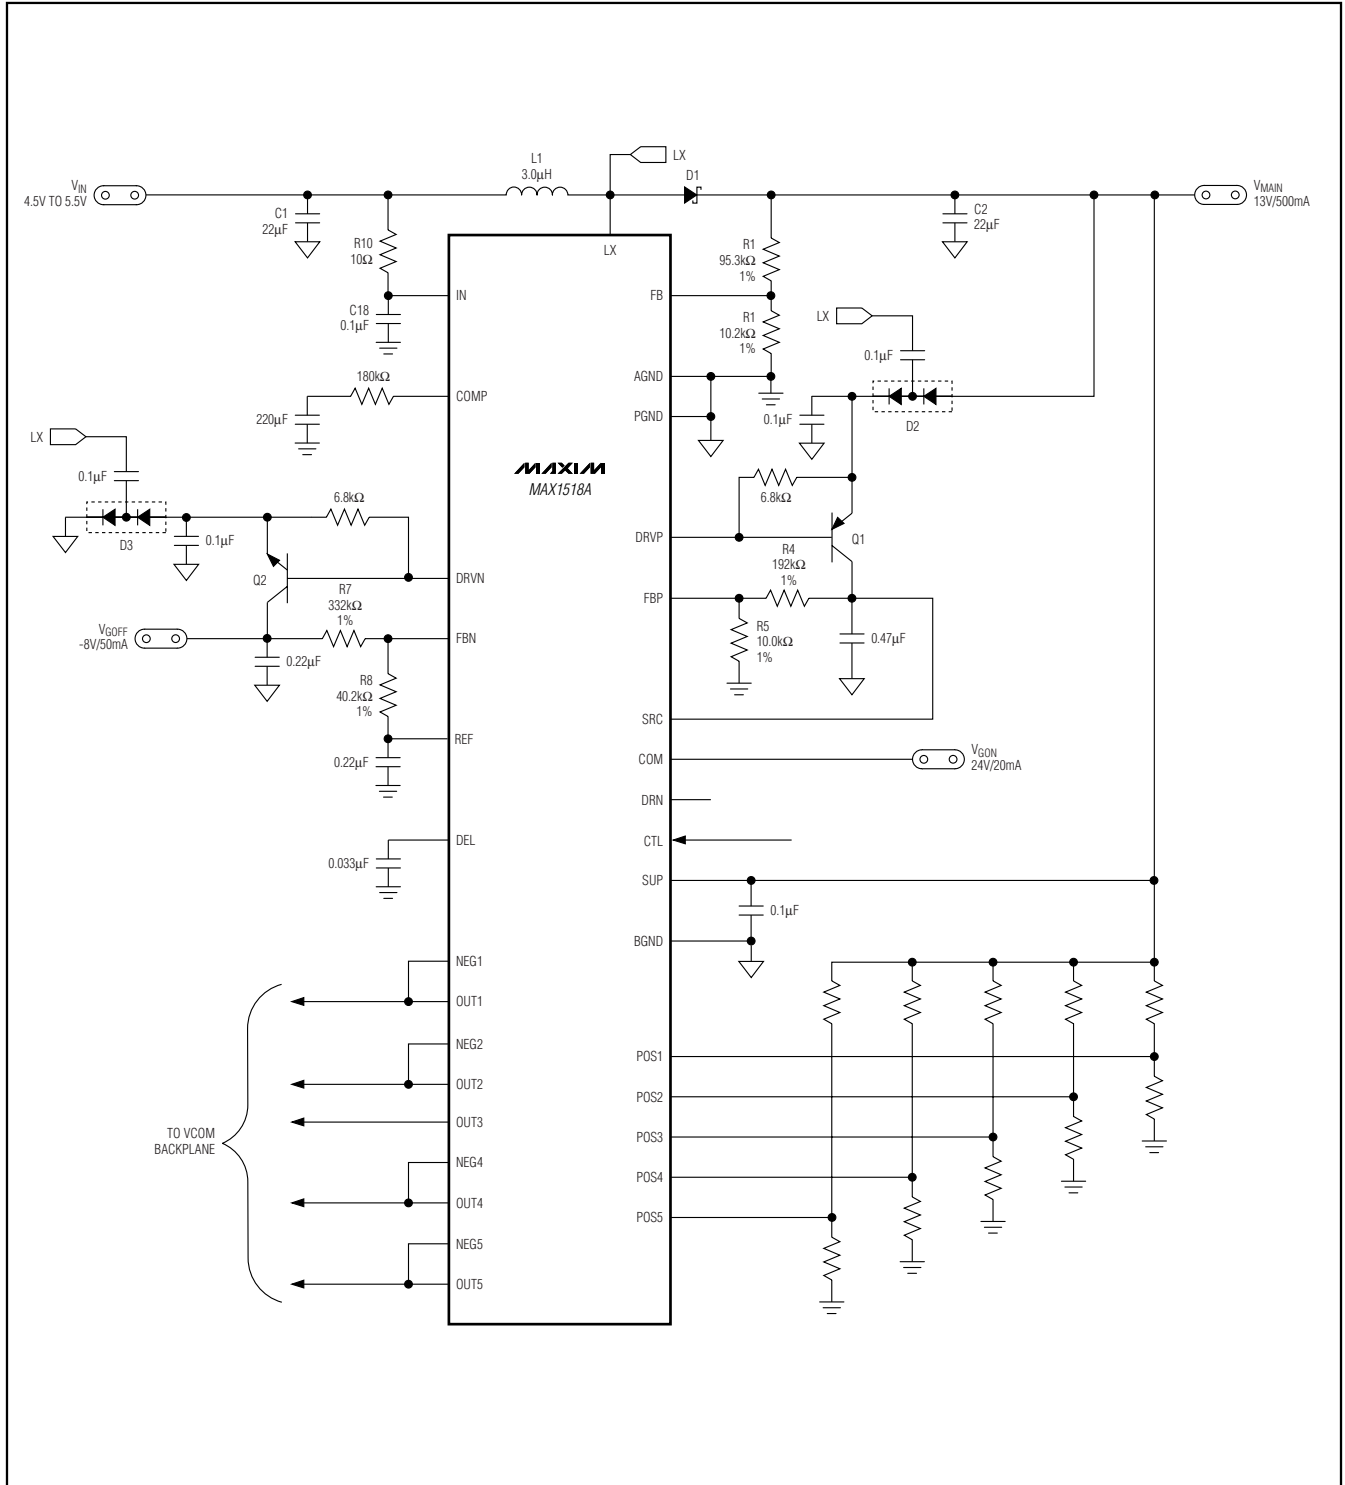 L1
3.0μH
LX
D1
VIN
4.5V TO 5.5V
VMAIN
13V/500mA
C1
22μF
C2
22μF
R10
10Ω
LX
R1
95.3kΩ
1%
IN
FB
C18
0.1μF
R1
10.2kΩ
1%
LX
0.1μF
180kΩ
COMP
AGND
220μF
PGND
0.1μF
D2
LX
0.1μF
MAXIM
MAX1518A
6.8kΩ
6.8kΩ
D3
0.1μF
DRVP
Q1
Q2
DRVN
R4
192kΩ
1%
R7
332kΩ
1%
FBP
VGOFF
-8V/50mA
FBN
R5
10.0kΩ
1%
0.47μF
0.22μF
R8
40.2kΩ
1%
SRC
REF
0.22μF
COM
VGON
24V/20mA
DRN
DEL
CTL
0.033μF
SUP
0.1μF
BGND
NEG1
OUT1
NEG2
POS1
OUT2
POS2
OUT3
TO VCOM
BACKPLANE
POS3
NEG4
POS4
OUT4
POS5
NEG5
OUT5